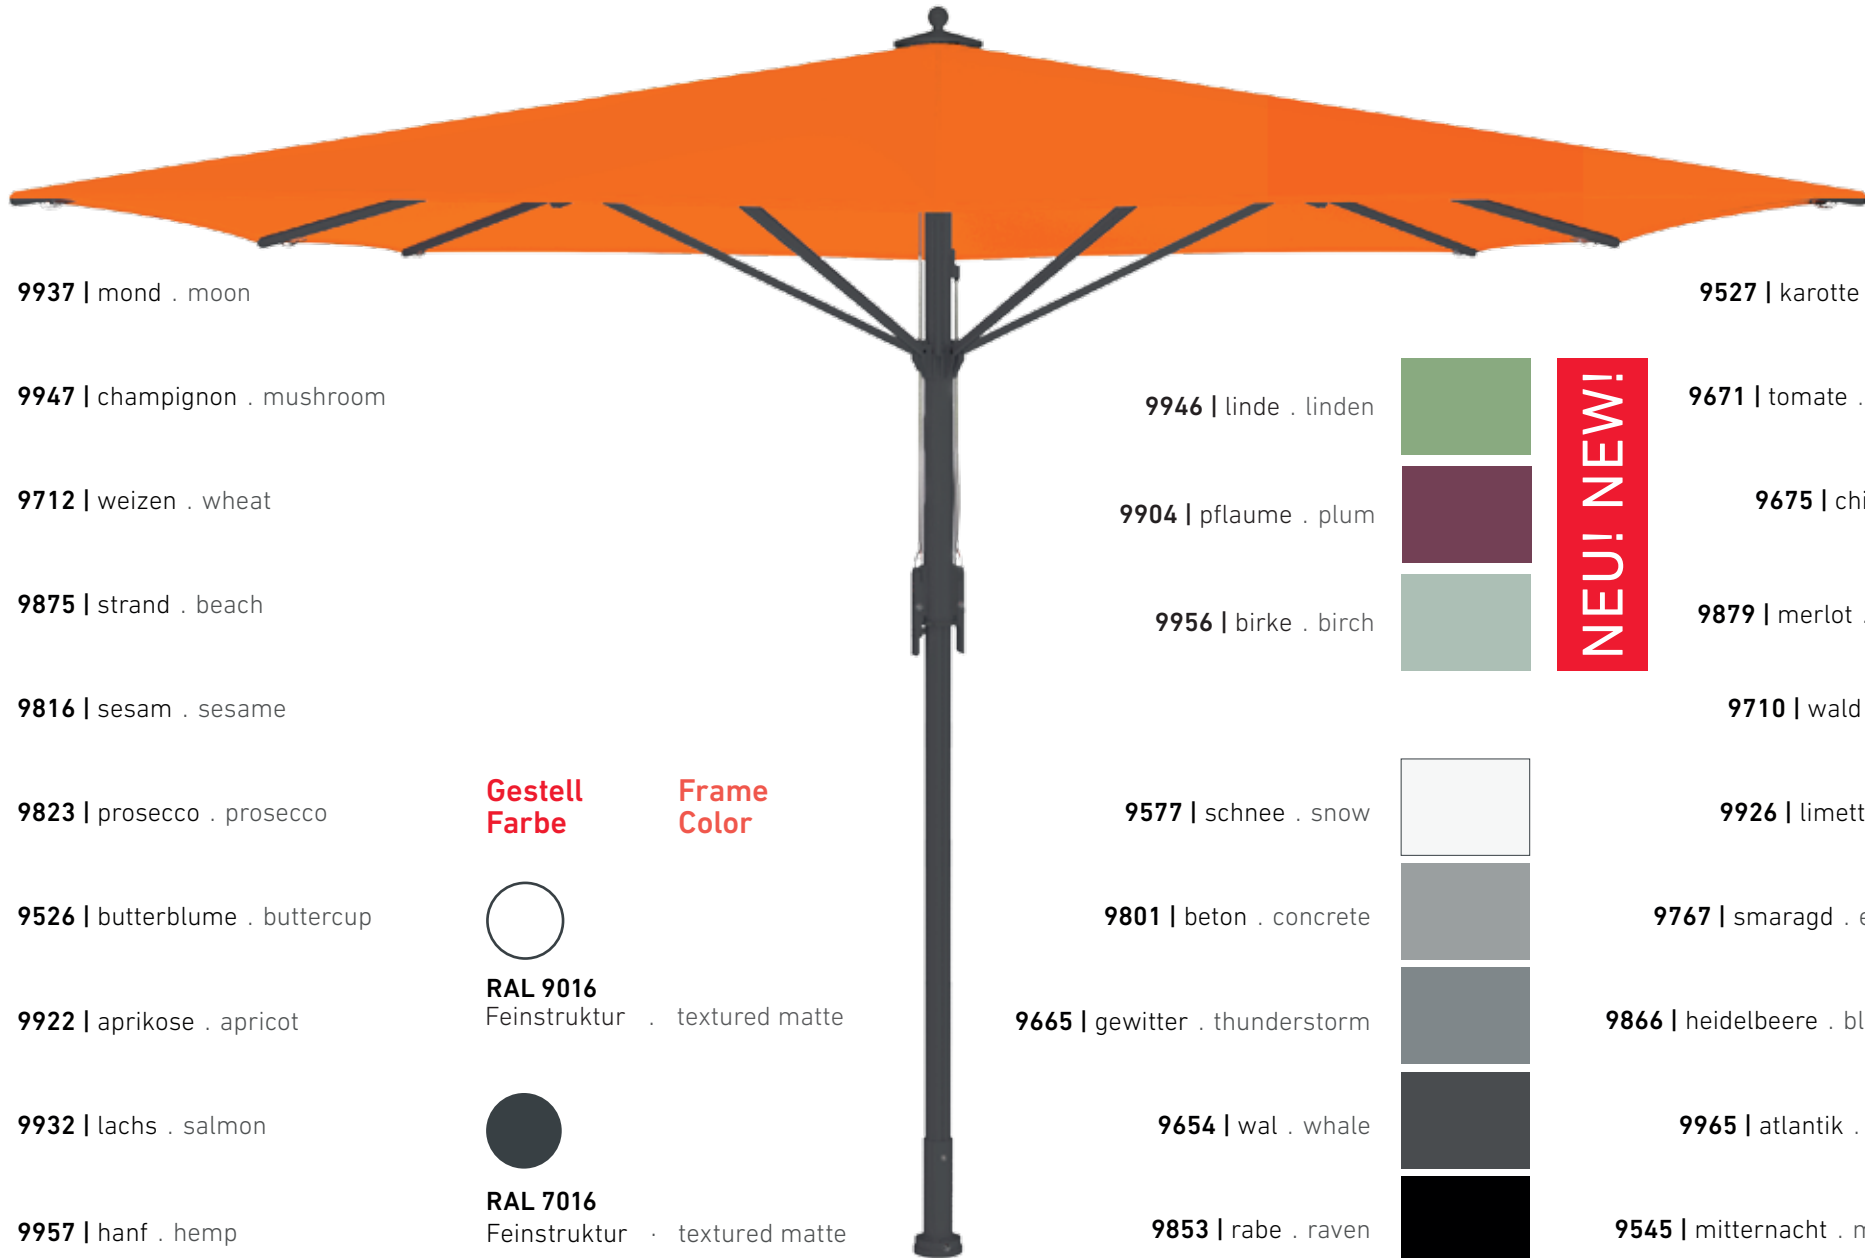 9937 | mond . moon
9947 | champignon . mushroom
9712 | weizen . wheat
9875 | strand . beach
9816 | sesam . sesame
9823 | prosecco . prosecco
9526 | butterblume . buttercup
9922 | aprikose . apricot
9932 | lachs . salmon
9957 | hanf . hemp
Gestell
Farbe
Frame
Color
RAL 9016
Feinstruktur . textured matte
RAL 7016
Feinstruktur · textured matte
9946 | linde . linden
9904 | pflaume . plum
9956 | birke . birch
NEU! NEW!
9577 | schnee . snow
9801 | beton . concrete
9665 | gewitter . thunderstorm
9654 | wal . whale
9853 | rabe . raven
9527 | karotte
9671 | tomate .
9675 |
9879 | merlot .
9710 | wald
9926 |
9767 | smaragd .
9866 | heidelbeere .
9965 | atlantik .
9545 | mitternacht .